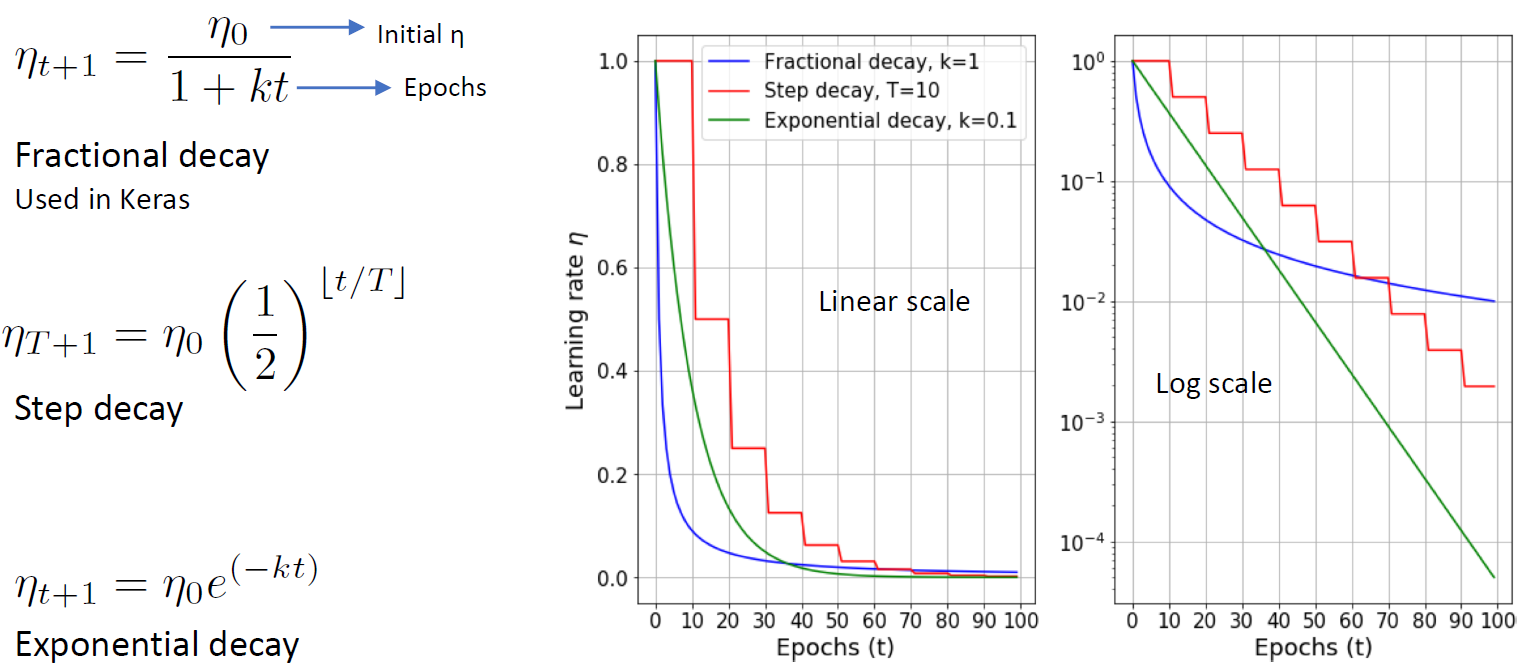 η_{t+1} = η_0 / (1 + kt)
Initial η
Epochs
Fractional decay
Used in Keras
η_{T+1} = η_0 (1/2)^{⌊t/T⌋}
Step decay
η_{t+1} = η_0 e^{(−kt)}
Exponential decay
Learning rate η
1.0
0.8
0.6
0.4
0.2
0.0
Fractional decay, k=1
Step decay, T=10
Exponential decay, k=0.1
Linear scale
0 10 20 30 40 50 60 70 80 90 100
Epochs (t)
10^0
10^{−1}
10^{−2}
10^{−3}
10^{−4}
Log scale
0 10 20 30 40 50 60 70 80 90 100
Epochs (t)